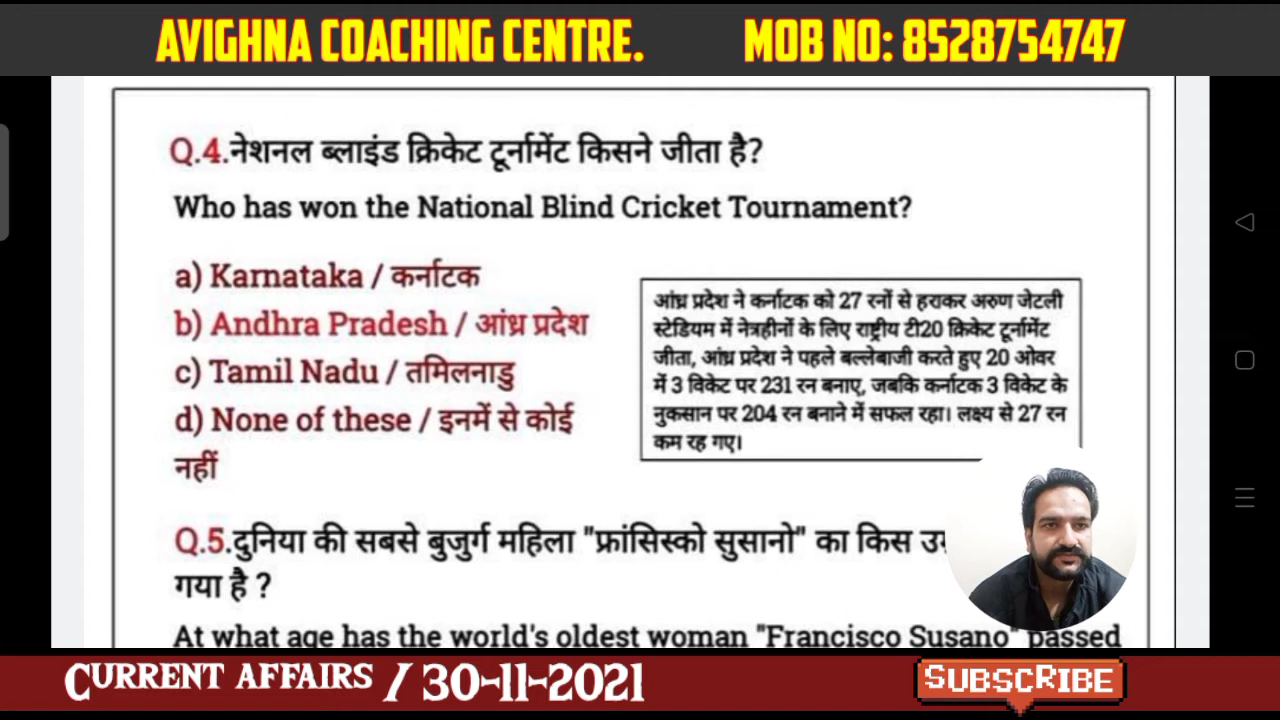 AVIGHNA COACHING CENTRE. MOB NO: 8528754747
Q.4.नेशनल ब्लाइंड क्रिकेट टूर्नामेंट किसने जीता है?
Who has won the National Blind Cricket Tournament?
a) Karnataka / कर्नाटक
b) Andhra Pradesh / आंध्र प्रदेश
c) Tamil Nadu / तमिलनाडु
d) None of these / इनमें से कोई
नहीं
आंध्र प्रदेश ने कर्नाटक को 27 रनों से हराकर अरुण जेटली
स्टेडियम में नेत्रहीनों के लिए राष्ट्रीय टी20 क्रिकेट टूर्नामेंट
जीता, आंध्र प्रदेश ने पहले बल्लेबाजी करते हुए 20 ओवर
में 3 विकेट पर 231 रन बनाए, जबकि कर्नाटक 3 विकेट के
नुकसान पर 204 रन बनाने में सफल रहा। लक्ष्य से 27 रन
कम रह गए।
Q.5.दुनिया की सबसे बुजुर्ग महिला "फ्रांसिस्को सुसानो" का किस
गया है ?
At what age has the world's oldest woman "Francisco Susano" passed
CURRENT AFFAIRS / 30-11-2021
SUBSCRIBE